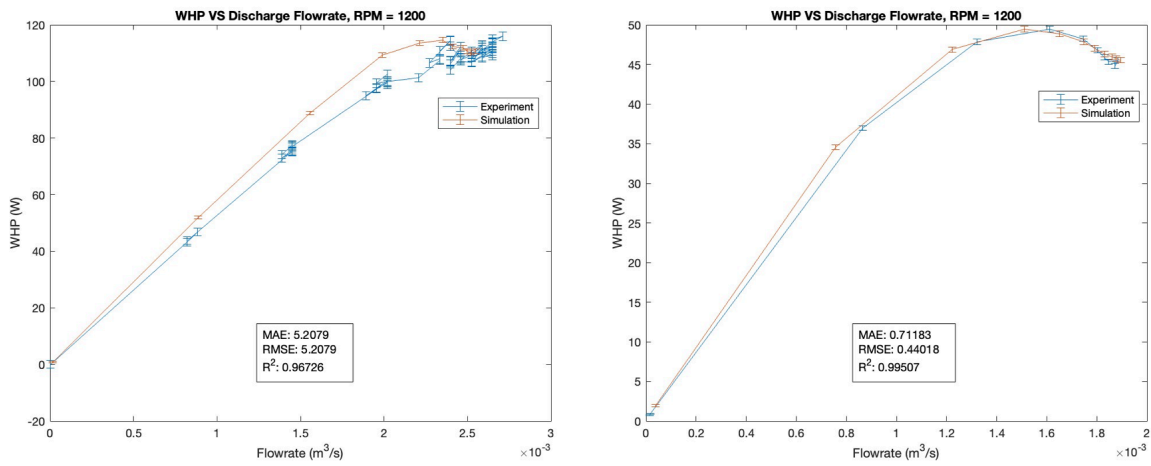 WHP VS Discharge Flowrate, RPM = 1200
120
100
80
60
40
20
0
-20
WHP (W)
Experiment
Simulation
MAE: 5.2079
RMSE: 5.2079
R²: 0.96726
0 0.5 1 1.5 2 2.5 3
×10⁻³
Flowrate (m³/s)
WHP VS Discharge Flowrate, RPM = 1200
50
45
40
35
30
25
20
15
10
5
0
WHP (W)
Experiment
Simulation
MAE: 0.71183
RMSE: 0.44018
R²: 0.99507
0 0.2 0.4 0.6 0.8 1 1.2 1.4 1.6 1.8 2
×10⁻³
Flowrate (m³/s)